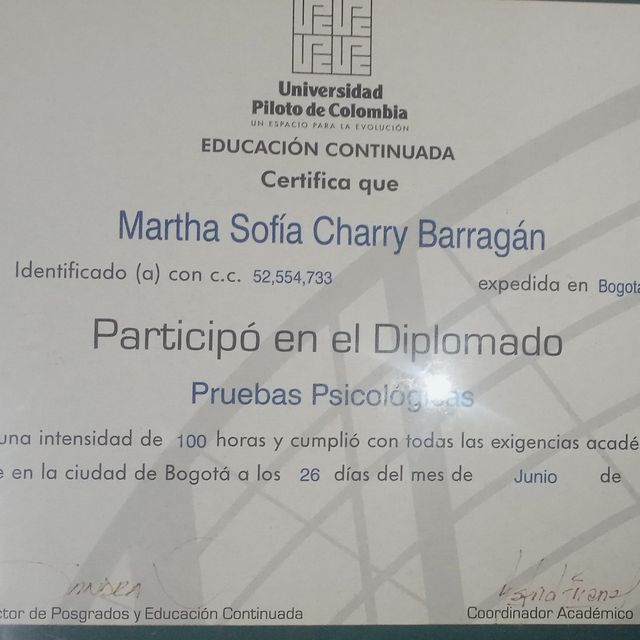 Universidad
Piloto de Colombia
UN ESPACIO PARA LA EVOLUCIÓN
EDUCACIÓN CONTINUADA
Certifica que
Martha Sofía Charry Barragán
Identificado (a) con c.c. 52,554,733 expedida en Bogotá
Participó en el Diplomado
Pruebas Psicológicas
una intensidad de 100 horas y cumplió con todas las exigencias acadé
e en la ciudad de Bogotá a los 26 días del mes de Junio de
ctor de Posgrados y Educación Continuada Coordinador Académico